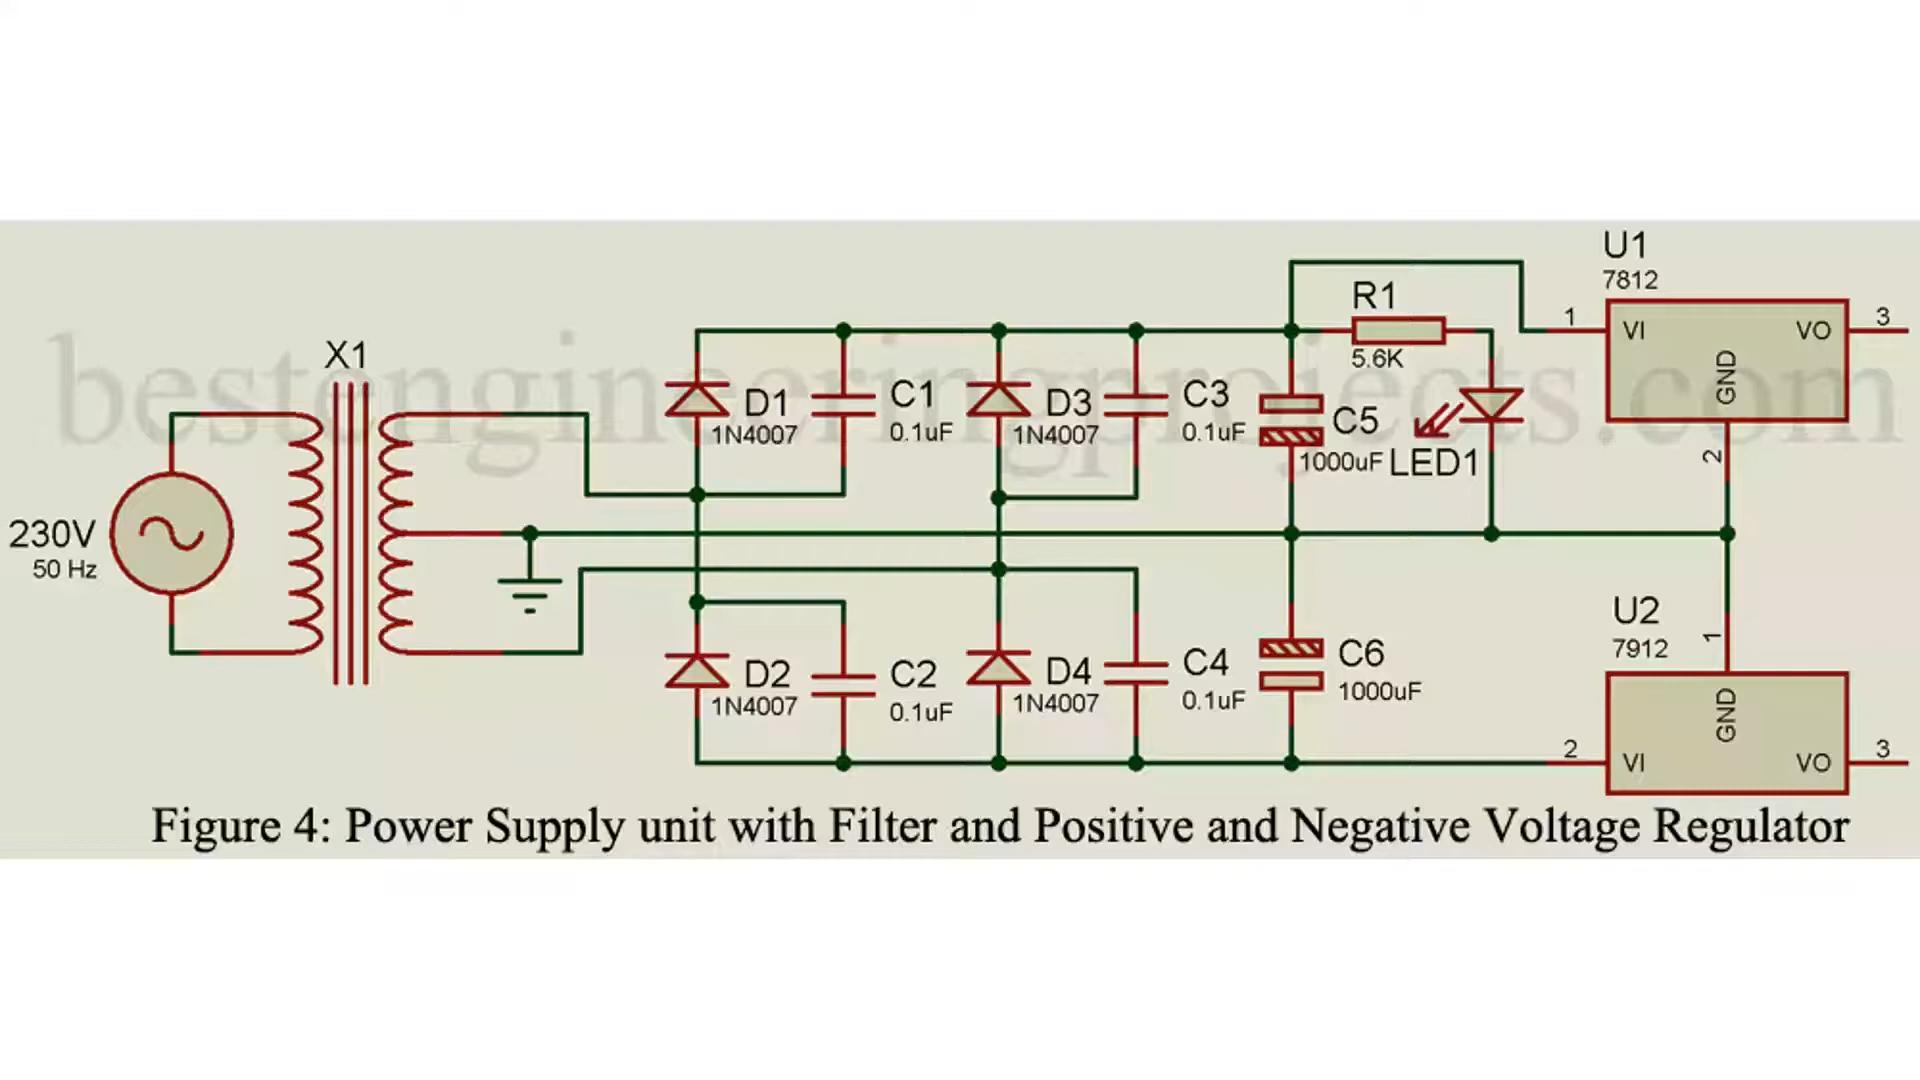 bestengineeringprojects.com
U1
7812
R1
5.6K
1
VI
VO
3
GND
2
X1
D1
1N4007
C1
0.1uF
D3
1N4007
C3
0.1uF
C5
1000uF
LED1
230V
50 Hz
D2
1N4007
C2
0.1uF
D4
1N4007
C4
0.1uF
C6
1000uF
U2
7912
1
GND
2
VI
VO
3
Figure 4: Power Supply unit with Filter and Positive and Negative Voltage Regulator